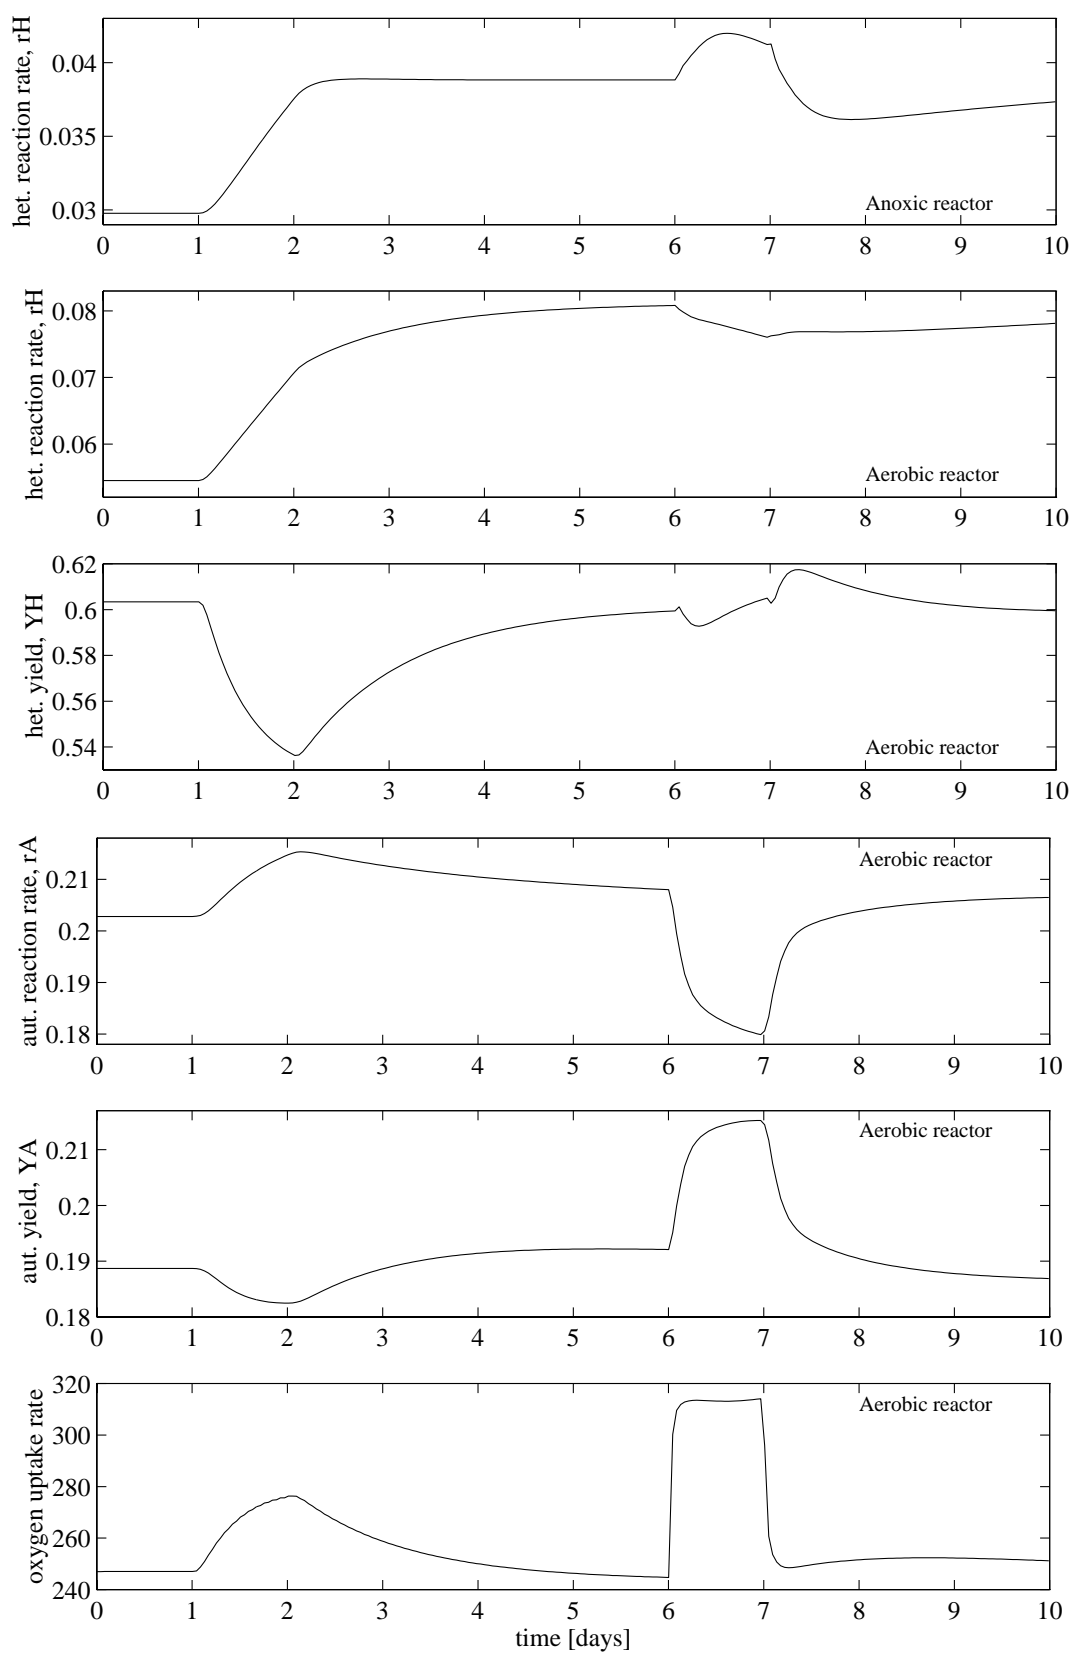 het. reaction rate, rH
0.04
0.035
0.03
Anoxic reactor
0 1 2 3 4 5 6 7 8 9 10
het. reaction rate, rH
0.08
0.07
0.06
Aerobic reactor
0 1 2 3 4 5 6 7 8 9 10
het. yield, YH
0.62
0.6
0.58
0.56
0.54
Aerobic reactor
0 1 2 3 4 5 6 7 8 9 10
aut. reaction rate, rA
Aerobic reactor
0.21
0.2
0.19
0.18
0 1 2 3 4 5 6 7 8 9 10
aut. yield, YA
Aerobic reactor
0.21
0.2
0.19
0.18
0 1 2 3 4 5 6 7 8 9 10
oxygen uptake rate
320
Aerobic reactor
300
280
260
240
0 1 2 3 4 5 6 7 8 9 10
time [days]